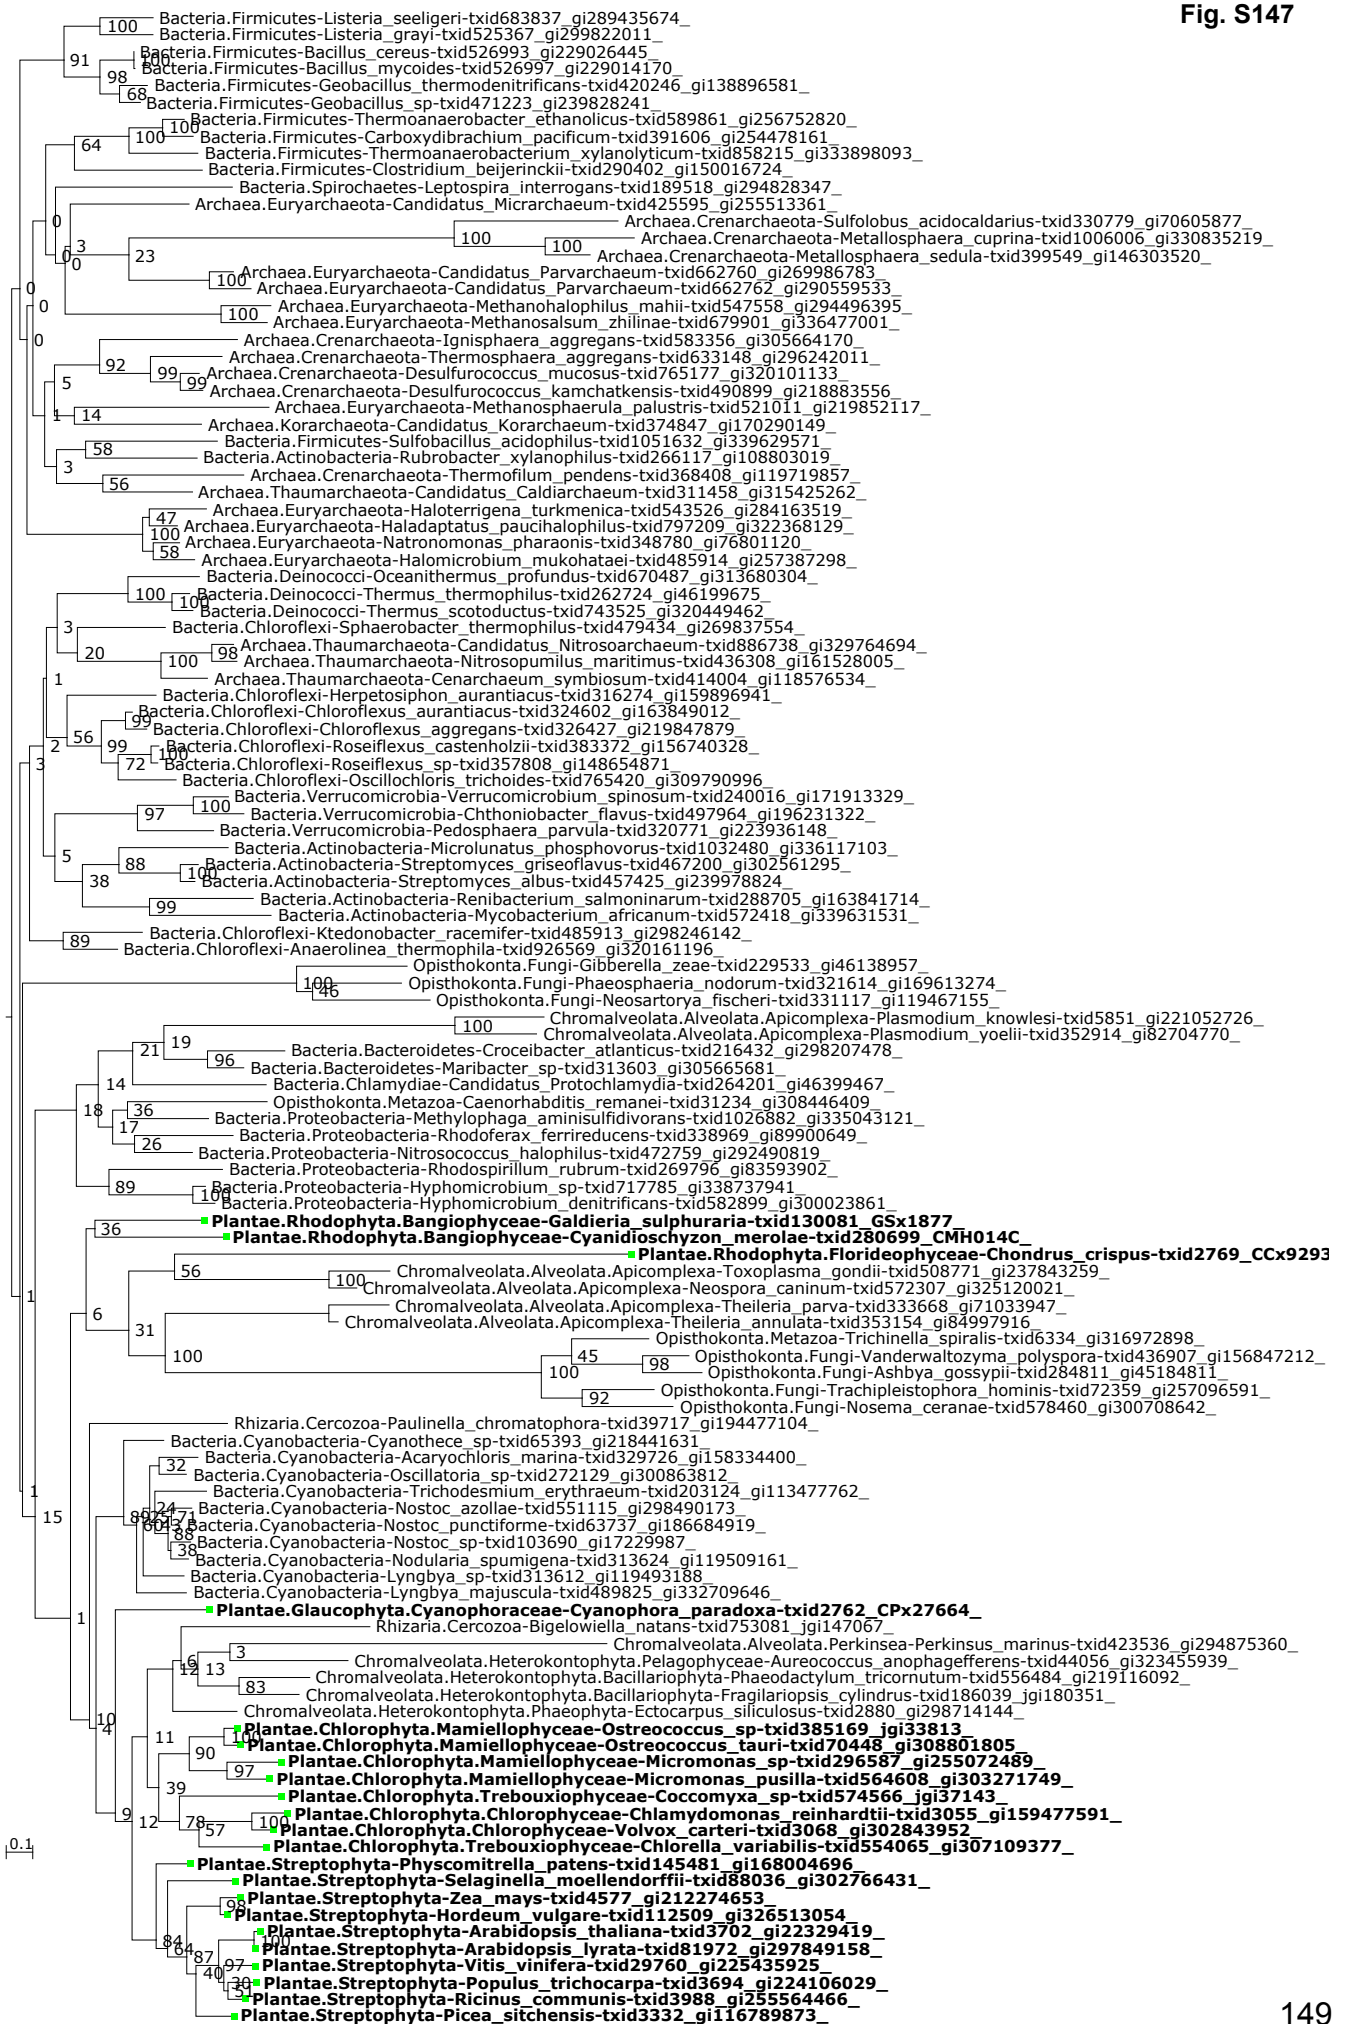 Fig. S147
Bacteria.Firmicutes-Listeria_seeligeri-txid683837_gi289435674_
100
Bacteria.Firmicutes-Listeria_grayi-txid525367_gi299822011_
Bacteria.Firmicutes-Bacillus_cereus-txid526993_gi229026445_
91
100
Bacteria.Firmicutes-Bacillus_mycoides-txid526997_gi229014170_
98
Bacteria.Firmicutes-Geobacillus_thermodenitrificans-txid420246_gi138896581_
68
Bacteria.Firmicutes-Geobacillus_sp-txid471223_gi239828241_
Bacteria.Firmicutes-Thermoanaerobacter_ethanolicus-txid589861_gi256752820_
100
100
Bacteria.Firmicutes-Carboxydibrachium_pacificum-txid391606_gi254478161_
64
Bacteria.Firmicutes-Thermoanaerobacterium_xylanolyticum-txid858215_gi333898093_
Bacteria.Firmicutes-Clostridium_beijerinckii-txid290402_gi150016724_
Bacteria.Spirochaetes-Leptospira_interrogans-txid189518_gi294828347_
Archaea.Euryarchaeota-Candidatus_Micrarchaeum-txid425595_gi255513361_
0
Archaea.Crenarchaeota-Sulfolobus_acidocaldarius-txid330779_gi70605877_
100
Archaea.Crenarchaeota-Metallosphaera_cuprina-txid1006006_gi330835219_
3
100
0
23
Archaea.Crenarchaeota-Metallosphaera_sedula-txid399549_gi146303520_
0
Archaea.Euryarchaeota-Candidatus_Parvarchaeum-txid662760_gi269986783_
100
Archaea.Euryarchaeota-Candidatus_Parvarchaeum-txid662762_gi290559533_
0
0
Archaea.Euryarchaeota-Methanohalophilus_mahii-txid547558_gi294496395_
100
Archaea.Euryarchaeota-Methanosalsum_zhilinae-txid679901_gi336477001_
0
Archaea.Crenarchaeota-Ignisphaera_aggregans-txid583356_gi305664170_
Archaea.Crenarchaeota-Thermosphaera_aggregans-txid633148_gi296242011_
92
99
Archaea.Crenarchaeota-Desulfurococcus_mucosus-txid765177_gi320101133_
5
99
Archaea.Crenarchaeota-Desulfurococcus_kamchatkensis-txid490899_gi218883556_
Archaea.Euryarchaeota-Methanosphaerula_palustris-txid521011_gi219852117_
1
14
Archaea.Korarchaeota-Candidatus_Korarchaeum-txid374847_gi170290149_
Bacteria.Firmicutes-Sulfobacillus_acidophilus-txid1051632_gi339629571_
58
Bacteria.Actinobacteria-Rubrobacter_xylanophilus-txid266117_gi108803019_
3
Archaea.Crenarchaeota-Thermofilum_pendens-txid368408_gi119719857_
56
Archaea.Thaumarchaeota-Candidatus_Caldiarchaeum-txid311458_gi315425262_
Archaea.Euryarchaeota-Haloterrigena_turkmenica-txid543526_gi284163519_
47
Archaea.Euryarchaeota-Haladaptatus_paucihalophilus-txid797209_gi322368129_
100
Archaea.Euryarchaeota-Natronomonas_pharaonis-txid348780_gi76801120_
58
Archaea.Euryarchaeota-Halomicrobium_mukohataei-txid485914_gi257387298_
Bacteria.Deinococci-Oceanithermus_profundus-txid670487_gi313680304_
100
Bacteria.Deinococci-Thermus_thermophilus-txid262724_gi46199675_
100
Bacteria.Deinococci-Thermus_scotoductus-txid743525_gi320449462_
3
Bacteria.Chloroflexi-Sphaerobacter_thermophilus-txid479434_gi269837554_
Archaea.Thaumarchaeota-Candidatus_Nitrosoarchaeum-txid886738_gi329764694_
20
98
100
Archaea.Thaumarchaeota-Nitrosopumilus_maritimus-txid436308_gi161528005_
1
Archaea.Thaumarchaeota-Cenarchaeum_symbiosum-txid414004_gi118576534_
Bacteria.Chloroflexi-Herpetosiphon_aurantiacus-txid316274_gi159896941_
Bacteria.Chloroflexi-Chloroflexus_aurantiacus-txid324602_gi163849012_
99
Bacteria.Chloroflexi-Chloroflexus_aggregans-txid326427_gi219847879_
56
2
99
Bacteria.Chloroflexi-Roseiflexus_castenholzii-txid383372_gi156740328_
100
3
72
Bacteria.Chloroflexi-Roseiflexus_sp-txid357808_gi148654871_
Bacteria.Chloroflexi-Oscillochloris_trichoides-txid765420_gi309790996_
Bacteria.Verrucomicrobia-Verrucomicrobium_spinosum-txid240016_gi171913329_
100
97
Bacteria.Verrucomicrobia-Chthoniobacter_flavus-txid497964_gi196231322_
Bacteria.Verrucomicrobia-Pedosphaera_parvula-txid320771_gi223936148_
Bacteria.Actinobacteria-Microlunatus_phosphovorus-txid1032480_gi336117103_
5
88
Bacteria.Actinobacteria-Streptomyces_griseoflavus-txid467200_gi302561295_
100
38
Bacteria.Actinobacteria-Streptomyces_albus-txid457425_gi239978824_
Bacteria.Actinobacteria-Renibacterium_salmoninarum-txid288705_gi163841714_
99
Bacteria.Actinobacteria-Mycobacterium_africanum-txid572418_gi339631531_
Bacteria.Chloroflexi-Ktedonobacter_racemifer-txid485913_gi298246142_
89
Bacteria.Chloroflexi-Anaerolinea_thermophila-txid926569_gi320161196_
Opisthokonta.Fungi-Gibberella_zeae-txid229533_gi46138957_
100
Opisthokonta.Fungi-Phaeosphaeria_nodorum-txid321614_gi169613274_
46
Opisthokonta.Fungi-Neosartorya_fischeri-txid331117_gi119467155_
Chromalveolata.Alveolata.Apicomplexa-Plasmodium_knowlesi-txid5851_gi221052726_
100
Chromalveolata.Alveolata.Apicomplexa-Plasmodium_yoelii-txid352914_gi82704770_
19
21
Bacteria.Bacteroidetes-Croceibacter_atlanticus-txid216432_gi298207478_
96
Bacteria.Bacteroidetes-Maribacter_sp-txid313603_gi305665681_
14
Bacteria.Chlamydiae-Candidatus_Protochlamydia-txid264201_gi46399467_
Opisthokonta.Metazoa-Caenorhabditis_remanei-txid31234_gi308446409_
18
36
Bacteria.Proteobacteria-Methylophaga_aminisulfidivorans-txid1026882_gi335043121_
17
Bacteria.Proteobacteria-Rhodoferax_ferrireducens-txid338969_gi89900649_
26
Bacteria.Proteobacteria-Nitrosococcus_halophilus-txid472759_gi292490819_
Bacteria.Proteobacteria-Rhodospirillum_rubrum-txid269796_gi83593902_
89
Bacteria.Proteobacteria-Hyphomicrobium_sp-txid717785_gi338737941_
100
Bacteria.Proteobacteria-Hyphomicrobium_denitrificans-txid582899_gi300023861_
Plantae.Rhodophyta.Bangiophyceae-Galdieria_sulphuraria-txid130081_GSx1877_
36
Plantae.Rhodophyta.Bangiophyceae-Cyanidioschyzon_merolae-txid280699_CMH014C_
Plantae.Rhodophyta.Florideophyceae-Chondrus_crispus-txid2769_CCx9293
56
Chromalveolata.Alveolata.Apicomplexa-Toxoplasma_gondii-txid508771_gi237843259_
100
Chromalveolata.Alveolata.Apicomplexa-Neospora_caninum-txid572307_gi325120021_
1
Chromalveolata.Alveolata.Apicomplexa-Theileria_parva-txid333668_gi71033947_
6
Chromalveolata.Alveolata.Apicomplexa-Theileria_annulata-txid353154_gi84997916_
31
Opisthokonta.Metazoa-Trichinella_spiralis-txid6334_gi316972898_
100
45
Opisthokonta.Fungi-Vanderwaltozyma_polyspora-txid436907_gi156847212_
98
100
Opisthokonta.Fungi-Ashbya_gossypii-txid284811_gi45184811_
Opisthokonta.Fungi-Trachipleistophora_hominis-txid72359_gi257096591_
92
Opisthokonta.Fungi-Nosema_ceranae-txid578460_gi300708642_
Rhizaria.Cercozoa-Paulinella_chromatophora-txid39717_gi194477104_
Bacteria.Cyanobacteria-Cyanothece_sp-txid65393_gi218441631_
Bacteria.Cyanobacteria-Acaryochloris_marina-txid329726_gi158334400_
32
Bacteria.Cyanobacteria-Oscillatoria_sp-txid272129_gi300863812_
1
Bacteria.Cyanobacteria-Trichodesmium_erythraeum-txid203124_gi113477762_
24
Bacteria.Cyanobacteria-Nostoc_azollae-txid551115_gi298490173_
15
89
25
71
60
43
Bacteria.Cyanobacteria-Nostoc_punctiforme-txid63737_gi186684919_
88
Bacteria.Cyanobacteria-Nostoc_sp-txid103690_gi17229987_
38
Bacteria.Cyanobacteria-Nodularia_spumigena-txid313624_gi119509161_
Bacteria.Cyanobacteria-Lyngbya_sp-txid313612_gi119493188_
Bacteria.Cyanobacteria-Lyngbya_majuscula-txid489825_gi332709646_
Plantae.Glaucophyta.Cyanophoraceae-Cyanophora_paradoxa-txid2762_CPx27664_
1
Rhizaria.Cercozoa-Bigelowiella_natans-txid753081_jgi147067_
Chromalveolata.Alveolata.Perkinsea-Perkinsus_marinus-txid423536_gi294875360_
3
6
Chromalveolata.Heterokontophyta.Pelagophyceae-Aureococcus_anophagefferens-txid44056_gi323455939_
12
13
Chromalveolata.Heterokontophyta.Bacillariophyta-Phaeodactylum_tricornutum-txid556484_gi219116092_
83
Chromalveolata.Heterokontophyta.Bacillariophyta-Fragilariopsis_cylindrus-txid186039_jgi180351_
Chromalveolata.Heterokontophyta.Phaeophyta-Ectocarpus_siliculosus-txid2880_gi298714144_
10
4
Plantae.Chlorophyta.Mamiellophyceae-Ostreococcus_sp-txid385169_jgi33813_
11
100
Plantae.Chlorophyta.Mamiellophyceae-Ostreococcus_tauri-txid70448_gi308801805_
90
Plantae.Chlorophyta.Mamiellophyceae-Micromonas_sp-txid296587_gi255072489_
97
Plantae.Chlorophyta.Mamiellophyceae-Micromonas_pusilla-txid564608_gi303271749_
39
Plantae.Chlorophyta.Trebouxiophyceae-Coccomyxa_sp-txid574566_jgi37143_
9
Plantae.Chlorophyta.Chlorophyceae-Chlamydomonas_reinhardtii-txid3055_gi159477591_
12
78
100
57
Plantae.Chlorophyta.Chlorophyceae-Volvox_carteri-txid3068_gi302843952_
0.1
Plantae.Chlorophyta.Trebouxiophyceae-Chlorella_variabilis-txid554065_gi307109377_
Plantae.Streptophyta-Physcomitrella_patens-txid145481_gi168004696_
Plantae.Streptophyta-Selaginella_moellendorffii-txid88036_gi302766431_
Plantae.Streptophyta-Zea_mays-txid4577_gi212274653_
98
Plantae.Streptophyta-Hordeum_vulgare-txid112509_gi326513054_
Plantae.Streptophyta-Arabidopsis_thaliana-txid3702_gi22329419_
84
100
64
Plantae.Streptophyta-Arabidopsis_lyrata-txid81972_gi297849158_
87
97
Plantae.Streptophyta-Vitis_vinifera-txid29760_gi225435925_
40
30
Plantae.Streptophyta-Populus_trichocarpa-txid3694_gi224106029_
51
Plantae.Streptophyta-Ricinus_communis-txid3988_gi255564466_
Plantae.Streptophyta-Picea_sitchensis-txid3332_gi116789873_
149